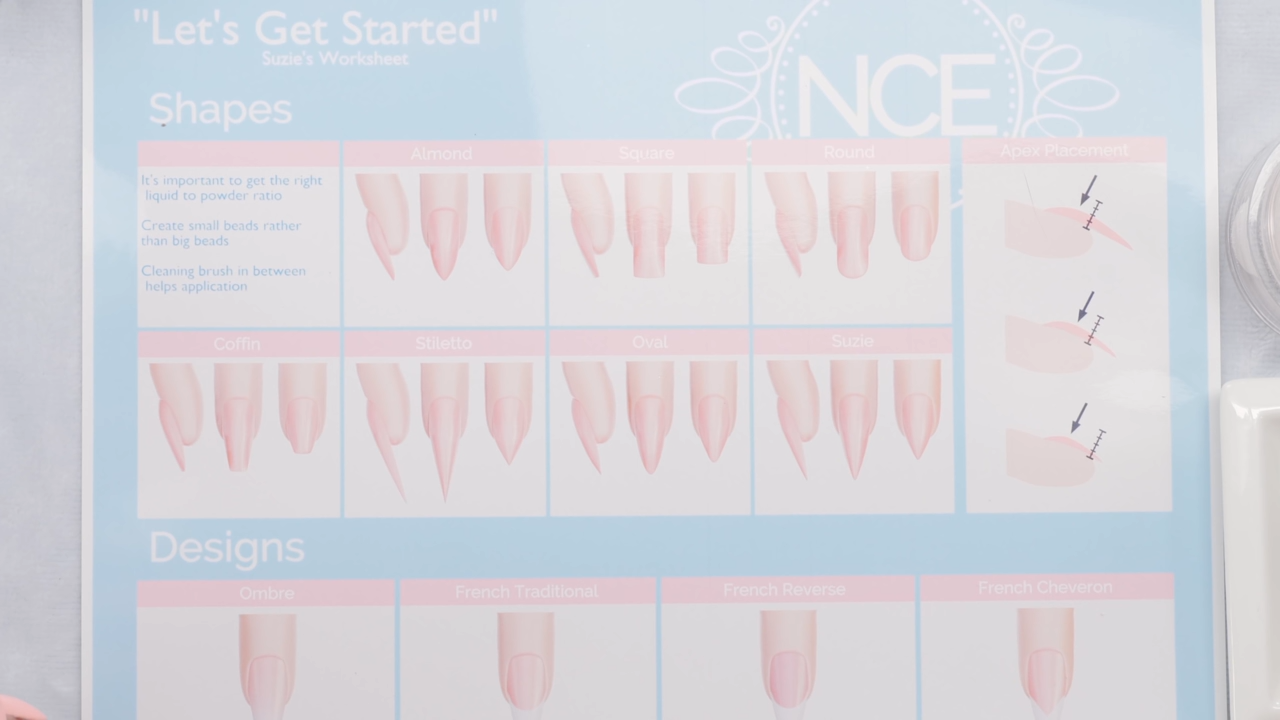 "Let's Get Started"
Suzie's Worksheet
NCE
Shapes
It's important to get the right
liquid to powder ratio
Create small beads rather
than big beads
Cleaning brush in between
helps application
Almond
Square
Round
Apex Placement
Coffin
Stiletto
Oval
Suzie
Designs
Ombre
French Traditional
French Reverse
French Cheveron